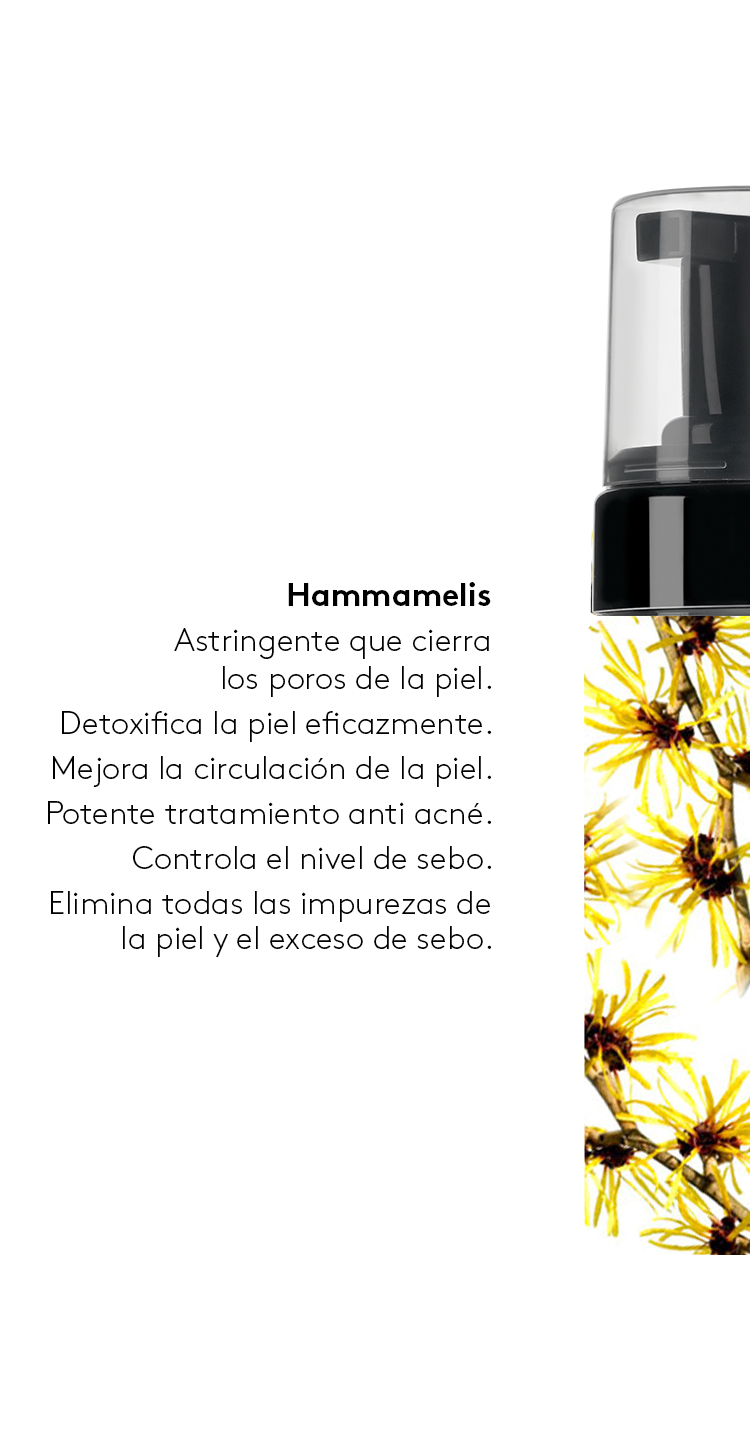 Hammamelis
Astringente que cierra
los poros de la piel.
Detoxifica la piel eficazmente.
Mejora la circulación de la piel.
Potente tratamiento anti acné.
Controla el nivel de sebo.
Elimina todas las impurezas de
la piel y el exceso de sebo.